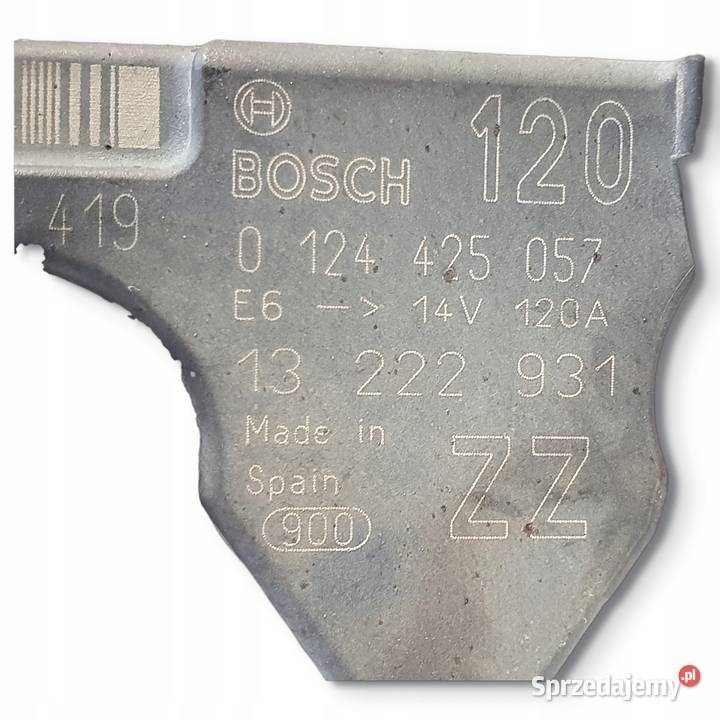 BOSCH 120
419
0 124 425 057
E6 --> 14V 120A
13 222 931
Made in
Spain
ZZ
900
Sprzedajemy.pl